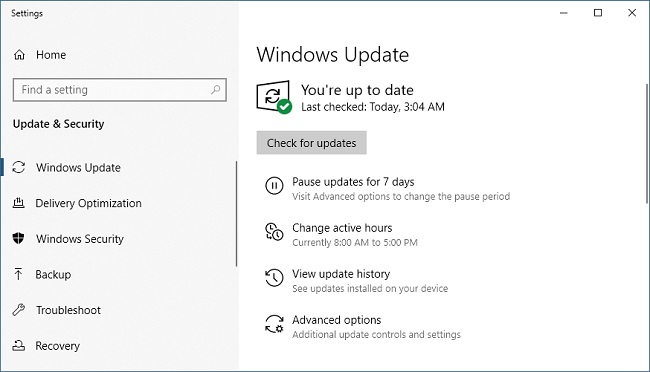 Settings
Home
Find a setting
Update & Security
Windows Update
Delivery Optimization
Windows Security
Backup
Troubleshoot
Recovery
Windows Update
You're up to date
Last checked: Today, 3:04 AM
Check for updates
Pause updates for 7 days
Visit Advanced options to change the pause period
Change active hours
Currently 8:00 AM to 5:00 PM
View update history
See updates installed on your device
Advanced options
Additional update controls and settings